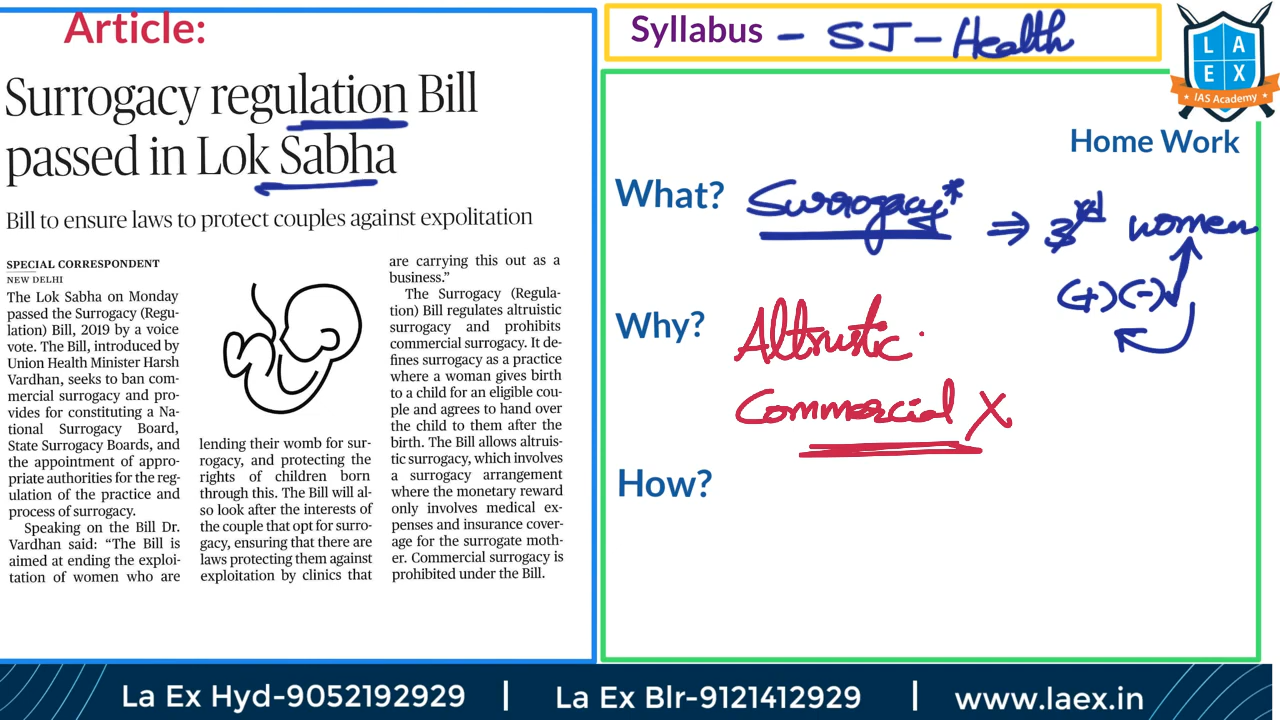 Article:
Surrogacy regulation Bill
passed in Lok Sabha
Bill to ensure laws to protect couples against expolitation
SPECIAL CORRESPONDENT
NEW DELHI
The Lok Sabha on Monday
passed the Surrogacy (Regu-
lation) Bill, 2019 by a voice
vote. The Bill, introduced by
Union Health Minister Harsh
Vardhan, seeks to ban com-
mercial surrogacy and pro-
vides for constituting a Na-
tional Surrogacy Board,
State Surrogacy Boards, and
the appointment of appro-
priate authorities for the reg-
ulation of the practice and
process of surrogacy.
Speaking on the Bill Dr.
Vardhan said: “The Bill is
aimed at ending the exploi-
tation of women who are
lending their womb for sur-
rogacy, and protecting the
rights of children born
through this. The Bill will al-
so look after the interests of
the couple that opt for surro-
gacy, ensuring that there are
laws protecting them against
exploitation by clinics that
are carrying this out as a
business.”
The Surrogacy (Regula-
tion) Bill regulates altruistic
surrogacy and prohibits
commercial surrogacy. It de-
fines surrogacy as a practice
where a woman gives birth
to a child for an eligible cou-
ple and agrees to hand over
the child to them after the
birth. The Bill allows altruis-
tic surrogacy, which involves
a surrogacy arrangement
where the monetary reward
only involves medical ex-
penses and insurance cover-
age for the surrogate moth-
er. Commercial surrogacy is
prohibited under the Bill.
Syllabus - SJ - Health
LA
EX
IAS Academy
Home Work
What? Surrogacy* ⇒ 3rd women
(+) (-)
Why? Altruistic
Commercial X
How?
La Ex Hyd-9052192929 | La Ex Blr-9121412929 | www.laex.in